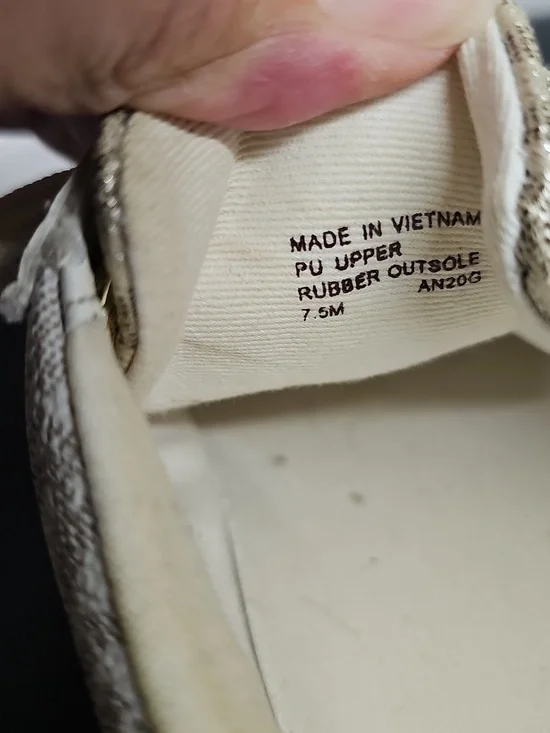 MADE IN VIETNAM
PU UPPER
RUBBER OUTSOLE
AN20G
7.5M